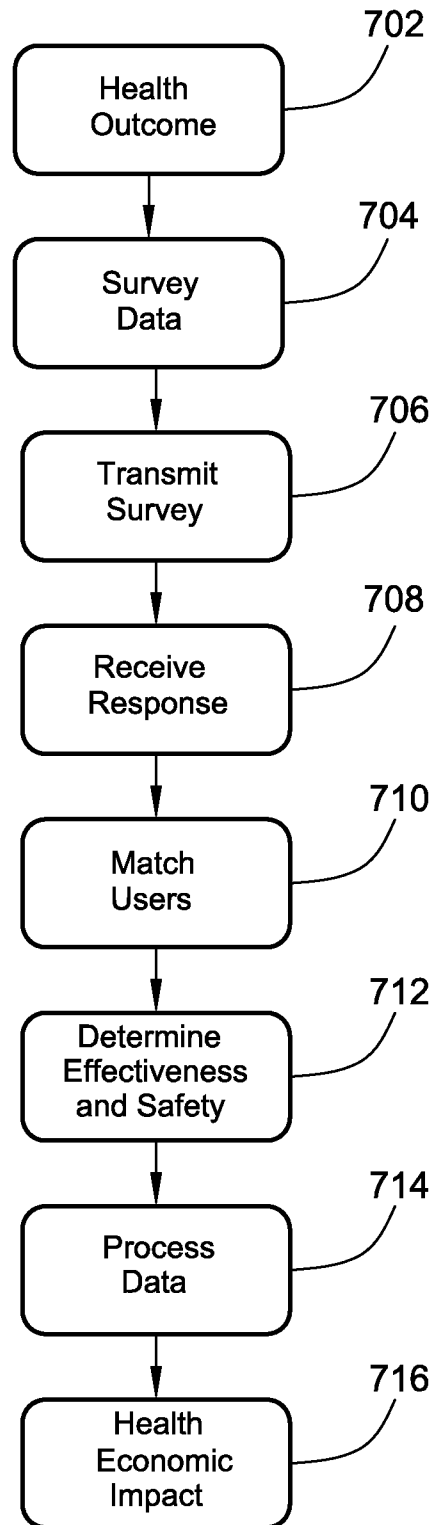 702
Health
Outcome
704
Survey
Data
706
Transmit
Survey
708
Receive
Response
710
Match
Users
712
Determine
Effectiveness
and Safety
714
Process
Data
716
Health
Economic
Impact